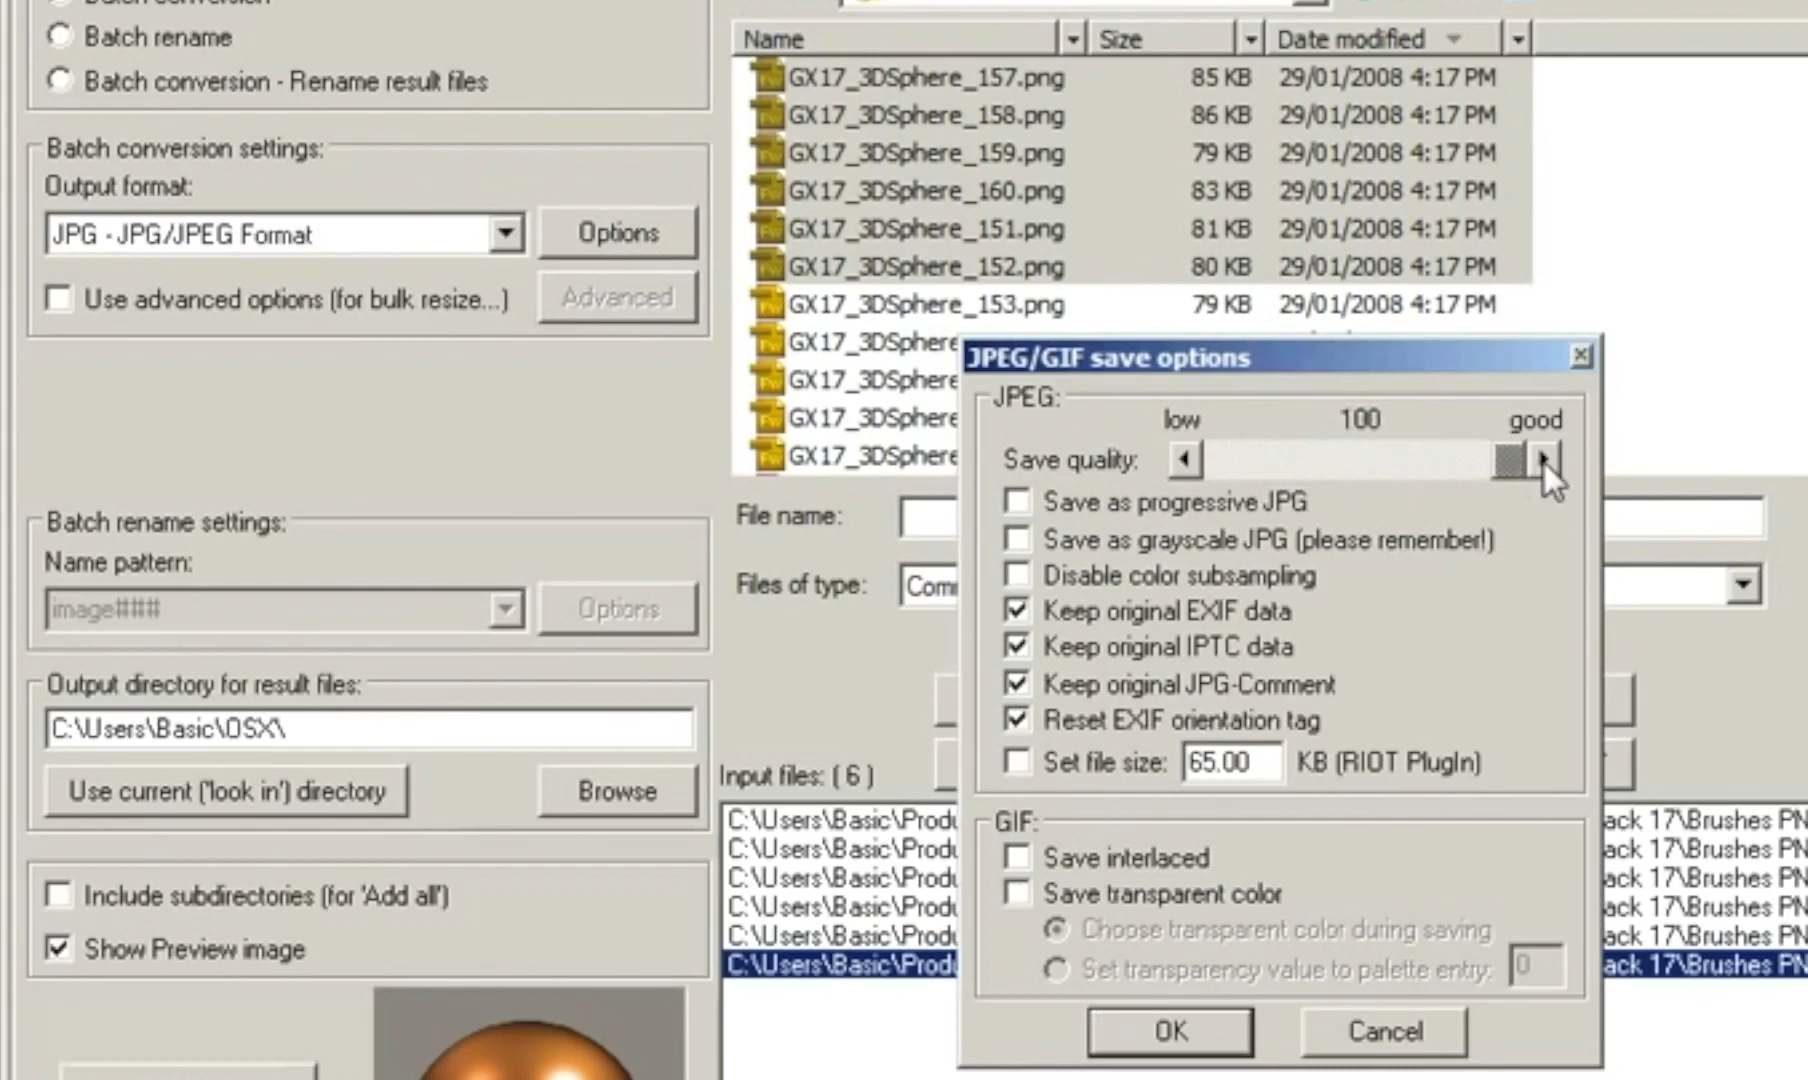 Batch conversion
Batch rename
Batch conversion - Rename result files
Batch conversion settings:
Output format:
JPG - JPG/JPEG Format
Options
Use advanced options (for bulk resize...)
Advanced
Batch rename settings:
Name pattern:
image###
Options
Output directory for result files:
C:\Users\Basic\OSX\
Use current ('look in') directory
Browse
Include subdirectories (for 'Add all')
Show Preview image
Name Size Date modified
GX17_3DSphere_157.png 85 KB 29/01/2008 4:17 PM
GX17_3DSphere_158.png 86 KB 29/01/2008 4:17 PM
GX17_3DSphere_159.png 79 KB 29/01/2008 4:17 PM
GX17_3DSphere_160.png 83 KB 29/01/2008 4:17 PM
GX17_3DSphere_151.png 81 KB 29/01/2008 4:17 PM
GX17_3DSphere_152.png 80 KB 29/01/2008 4:17 PM
GX17_3DSphere_153.png 79 KB 29/01/2008 4:17 PM
GX17_3DSphere
GX17_3DSphere
GX17_3DSphere
GX17_3DSphere
File name:
Files of type: Com
Input files: ( 6 )
C:\Users\Basic\Produ ack 17\Brushes PN
C:\Users\Basic\Produ ack 17\Brushes PN
C:\Users\Basic\Produ ack 17\Brushes PN
C:\Users\Basic\Produ ack 17\Brushes PN
C:\Users\Basic\Produ ack 17\Brushes PN
C:\Users\Basic\Produ ack 17\Brushes PN
JPEG/GIF save options
JPEG:
low 100 good
Save quality:
Save as progressive JPG
Save as grayscale JPG (please remember!)
Disable color subsampling
Keep original EXIF data
Keep original IPTC data
Keep original JPG-Comment
Reset EXIF orientation tag
Set file size: 65.00 KB (RIOT PlugIn)
GIF:
Save interlaced
Save transparent color
Choose transparent color during saving
Set transparency value to palette entry: 0
OK
Cancel